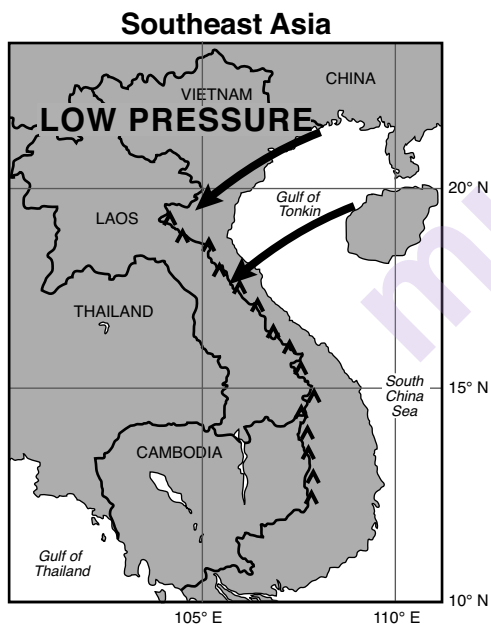 Southeast Asia
CHINA
VIETNAM
LOW PRESSURE
20° N
Gulf of
Tonkin
LAOS
THAILAND
15° N
South
China
Sea
CAMBODIA
Gulf of
Thailand
10° N
105° E
110° E